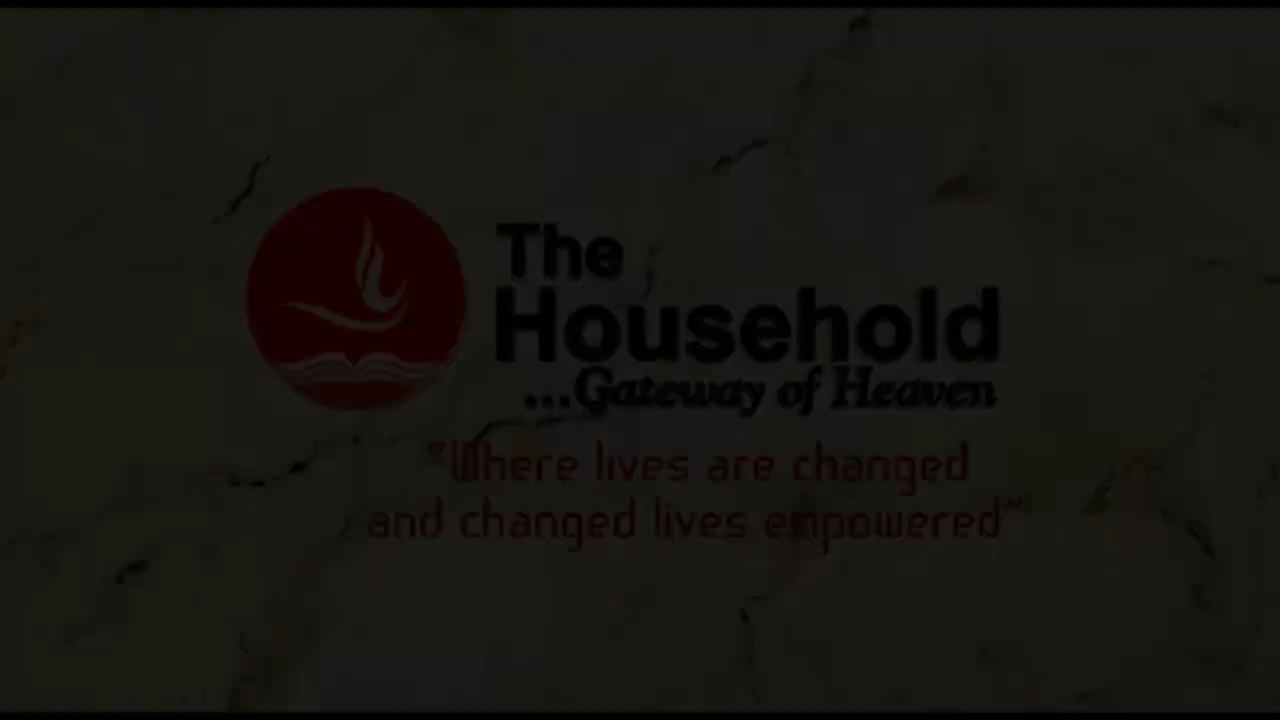 The
Household
...Gateway of Heaven
"Where lives are changed
and changed lives empowered"